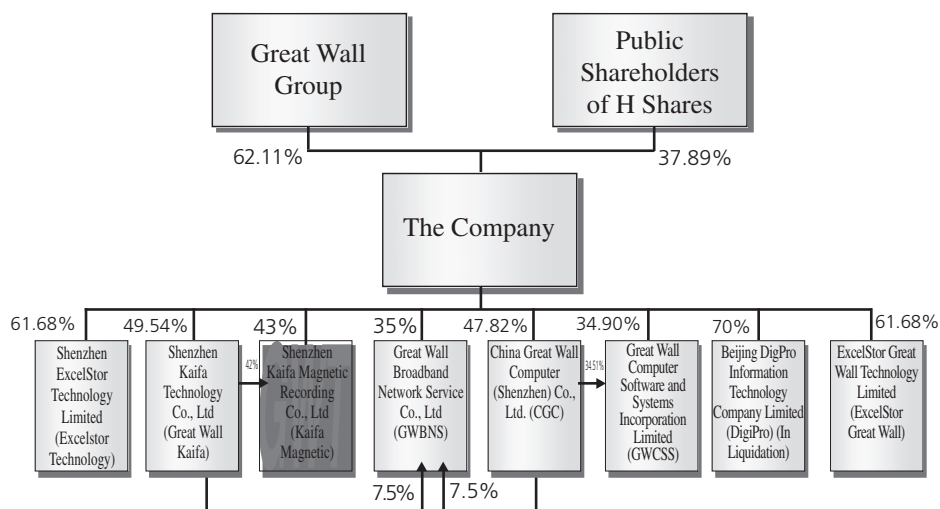 Great Wall
Group
Public
Shareholders
of H Shares
62.11%
37.89%
The Company
61.68%
49.54%
43%
35%
47.82%
34.90%
70%
61.68%
Shenzhen
ExcelStor
Technology
Limited
(Excelstor
Technology)
Shenzhen
Kaifa
Technology
Co., Ltd
(Great Wall
Kaifa)
42%
Shenzhen
Kaifa Magnetic
Recording
Co., Ltd
(Kaifa
Magnetic)
Great Wall
Broadband
Network Service
Co., Ltd
(GWBNS)
China Great Wall
Computer
(Shenzhen) Co.,
Ltd. (CGC)
34.51%
Great Wall
Computer
Software and
Systems
Incorporation
Limited
(GWCSS)
Beijing DigPro
Information
Technology
Company Limited
(DigiPro) (In
Liquidation)
ExcelStor Great
Wall Technology
Limited
(ExcelStor
Great Wall)
7.5%
7.5%